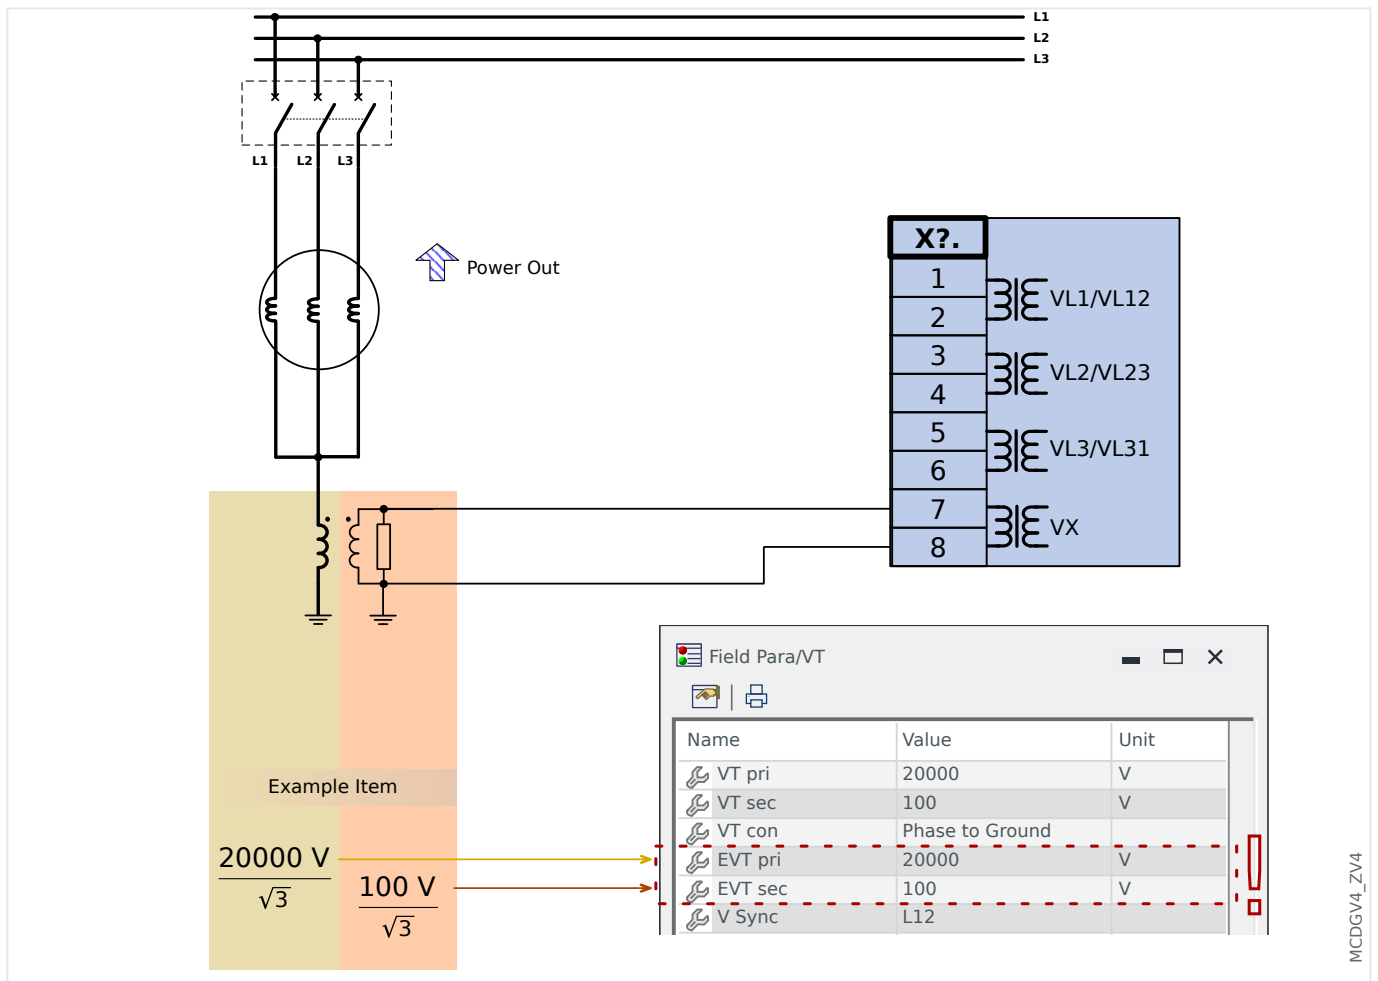 L1
L2
L3
L1 L2 L3
Power Out
X?.
1
2
VL1/VL12
3
4
VL2/VL23
5
6
VL3/VL31
7
8
VX
Field Para/VT
Name Value Unit
VT pri 20000 V
VT sec 100 V
VT con Phase to Ground
EVT pri 20000 V
EVT sec 100 V
V Sync L12
Example Item
20000 V
√3
100 V
√3
MCDGV4_ZV4